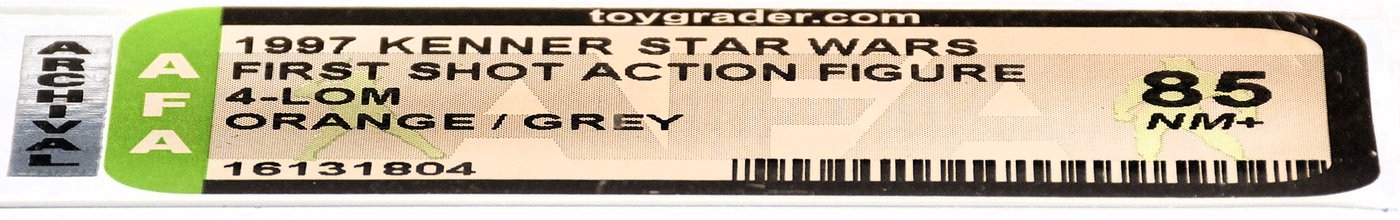 toygrader.com
ARCHIVAL
AFA
1997 KENNER STAR WARS
FIRST SHOT ACTION FIGURE
4-LOM
ORANGE / GREY
85
NM+
16131804